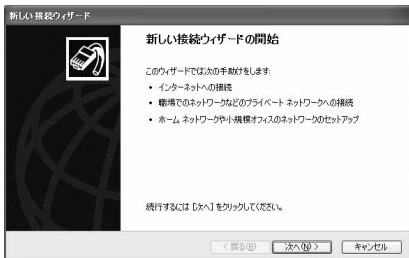 新しい接続ウィザード
新しい接続ウィザードの開始
このウィザードでは次の手助けをします:
• インターネットへの接続
• 職場でのネットワークなどのプライベート ネットワークへの接続
• ホーム ネットワークや小規模オフィスのネットワークのセットアップ
続行するには [次へ] をクリックしてください。
< 戻る(B)
次へ(N) >
キャンセル